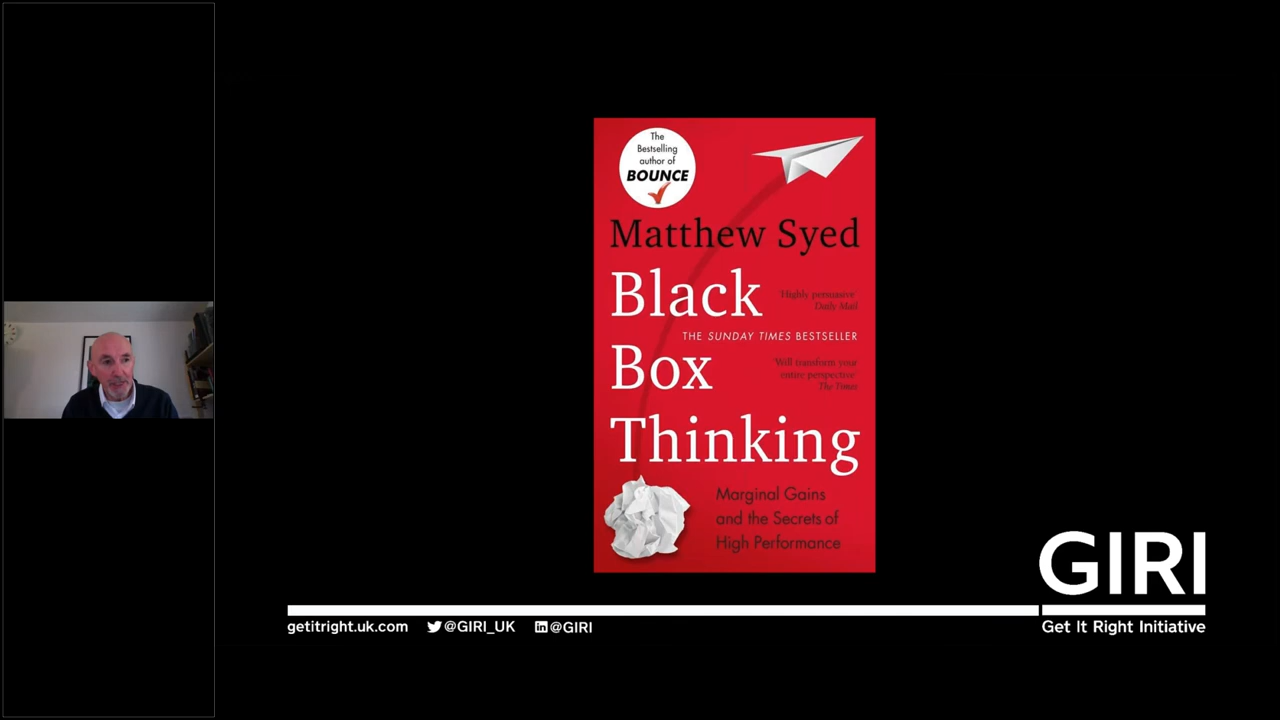 The
Bestselling
author of
BOUNCE
Matthew Syed
Black
'Highly persuasive'
Daily Mail
THE SUNDAY TIMES BESTSELLER
Box
'Will transform your
entire perspective'
The Times
Thinking
Marginal Gains
and the Secrets of
High Performance
GIRI
getitright.uk.com @GIRI_UK @GIRI
Get It Right Initiative